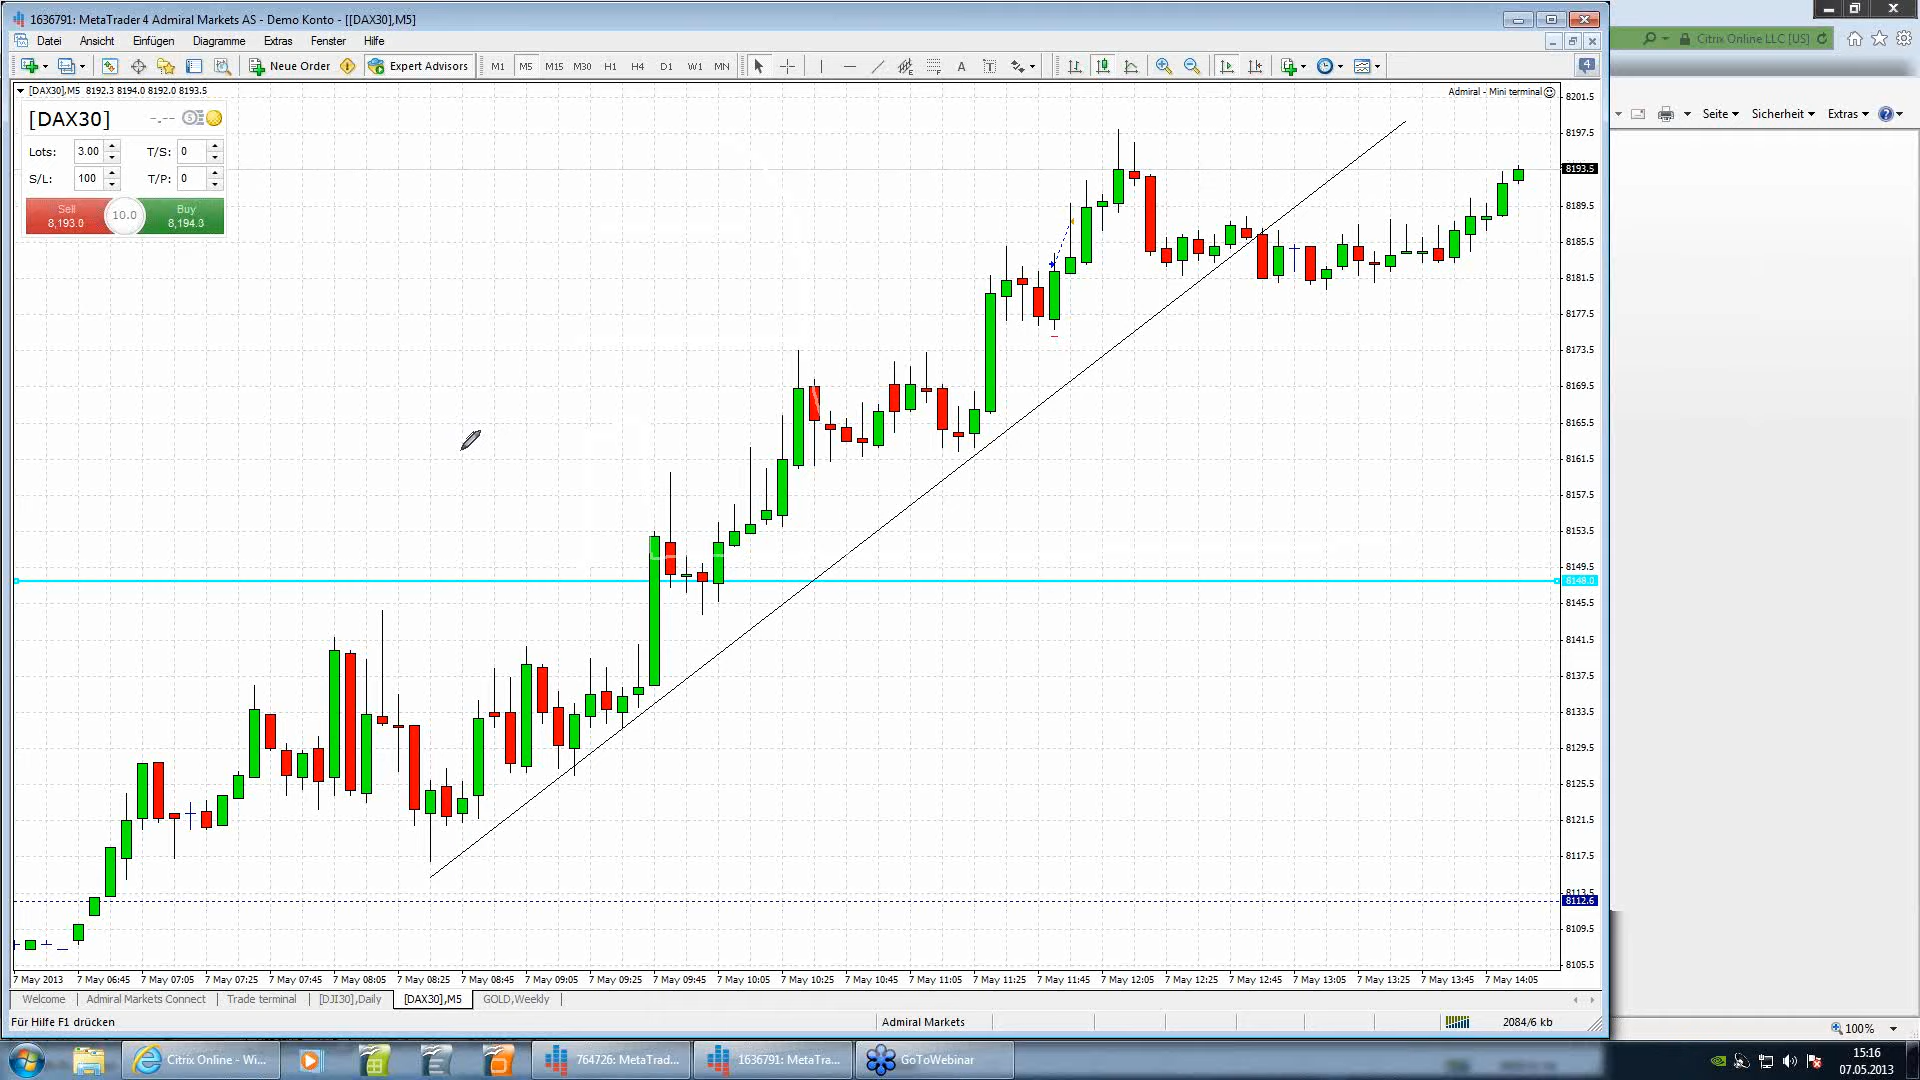 1636791: MetaTrader 4 Admiral Markets AS - Demo Konto - [[DAX30],M5]
Datei Ansicht Einfügen Diagramme Extras Fenster Hilfe
Citrix Online LLC [US]
Neue Order Expert Advisors M1 M5 M15 M30 H1 H4 D1 W1 MN A T 4
[DAX30],M5 8192.3 8194.0 8192.0 8193.5
Admiral - Mini terminal
Seite Sicherheit Extras
[DAX30] -.--
Lots: 3.00 T/S: 0
S/L: 100 T/P: 0
Sell 10.0 Buy
8,193.0 8,194.3
8201.5
8197.5
8193.5
8189.5
8185.5
8181.5
8177.5
8173.5
8169.5
8165.5
8161.5
8157.5
8153.5
8149.5
8148.0
8145.5
8141.5
8137.5
8133.5
8129.5
8125.5
8121.5
8117.5
8113.5
8112.6
8109.5
8105.5
7 May 2013 7 May 06:45 7 May 07:05 7 May 07:25 7 May 07:45 7 May 08:05 7 May 08:25 7 May 08:45 7 May 09:05 7 May 09:25 7 May 09:45 7 May 10:05 7 May 10:25 7 May 10:45 7 May 11:05 7 May 11:25 7 May 11:45 7 May 12:05 7 May 12:25 7 May 12:45 7 May 13:05 7 May 13:25 7 May 13:45 7 May 14:05
Welcome Admiral Markets Connect Trade terminal [DJI30],Daily [DAX30],M5 GOLD,Weekly
Für Hilfe F1 drücken Admiral Markets 2084/6 kb
100%
Citrix Online - Wi... 764726: MetaTrad... 1636791: MetaTra... GoToWebinar
15:16
07.05.2013